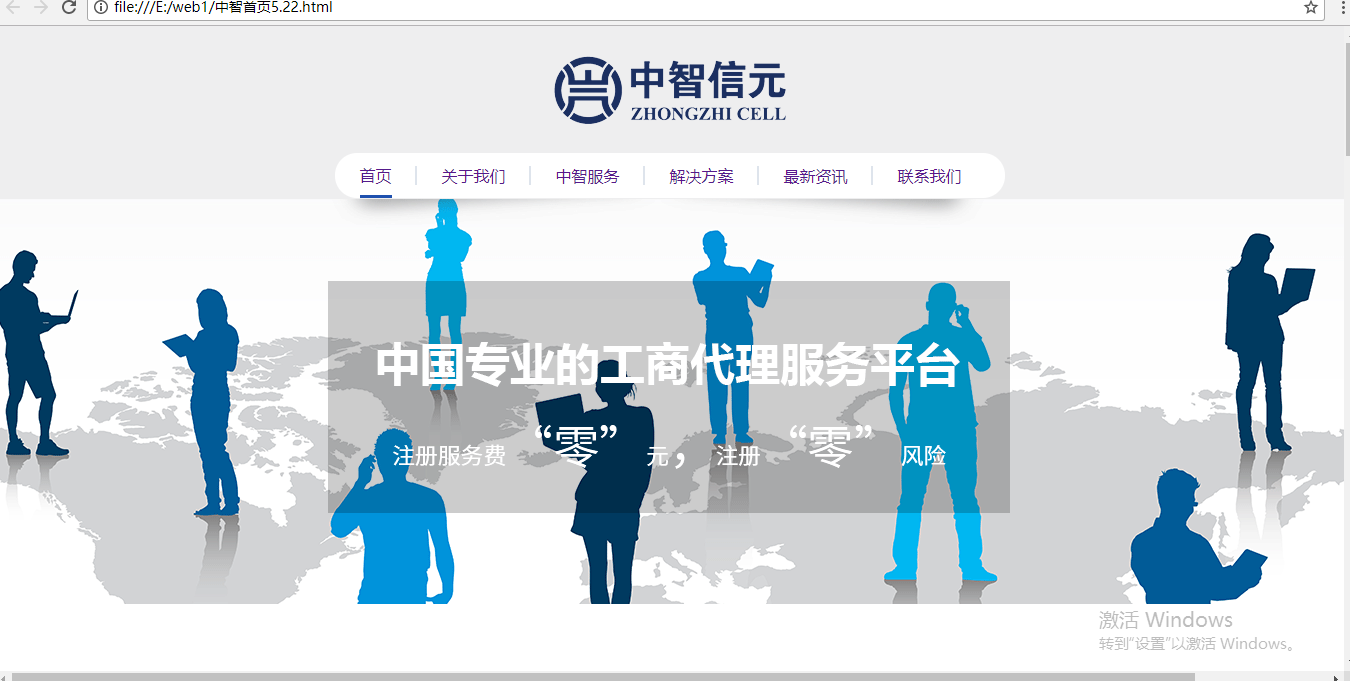 file:///E:/web1/中智首页5.22.html
中智信元
ZHONGZHI CELL
首页 关于我们 中智服务 解决方案 最新资讯 联系我们
中国专业的工商代理服务平台
注册服务费 “零” 元， 注册 “零” 风险
激活 Windows
转到“设置”以激活 Windows。